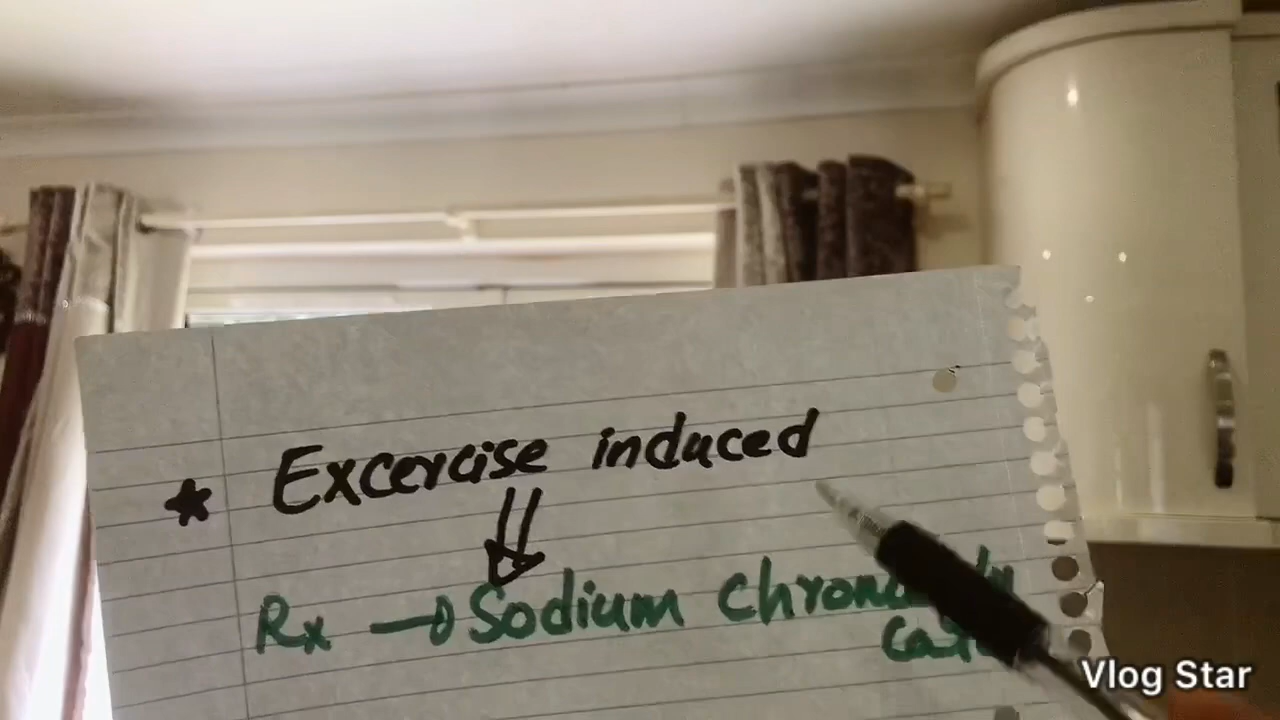 * Excercise induced
Rx → Sodium
Vlog Star